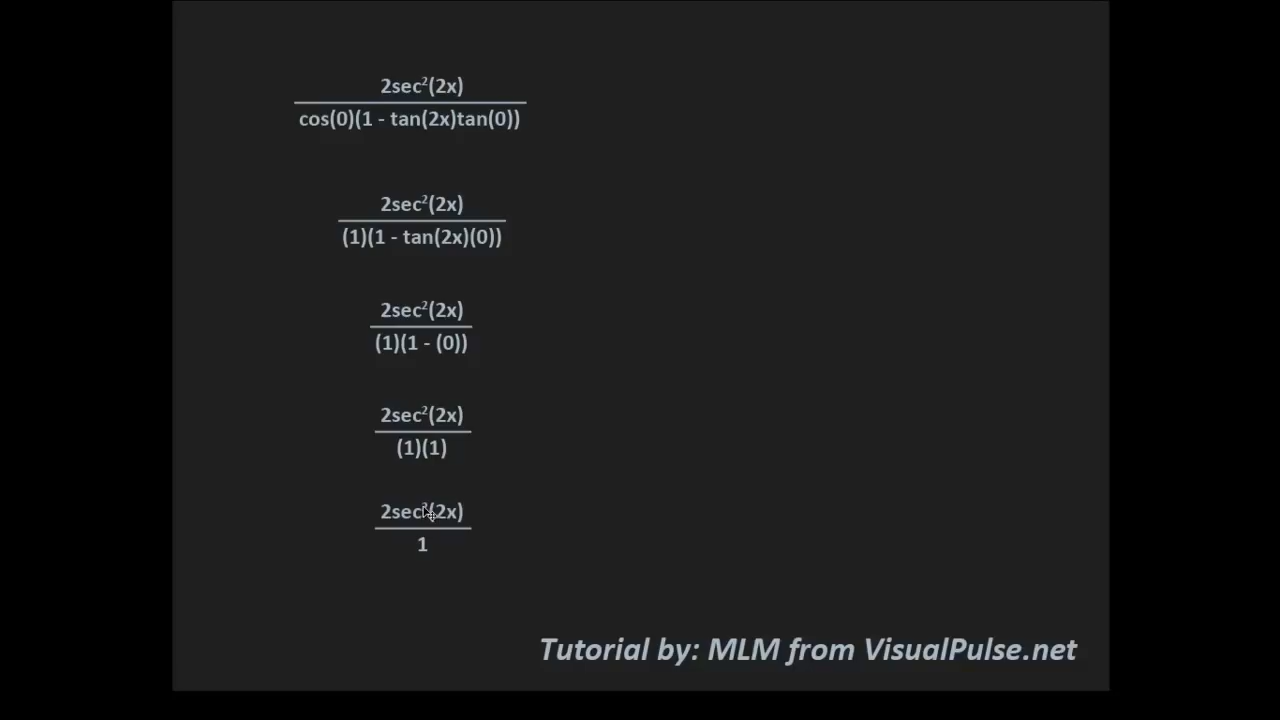 2sec²(2x)
cos(0)(1 - tan(2x)tan(0))
2sec²(2x)
(1)(1 - tan(2x)(0))
2sec²(2x)
(1)(1 - (0))
2sec²(2x)
(1)(1)
2sec²(2x)
1
Tutorial by: MLM from VisualPulse.net